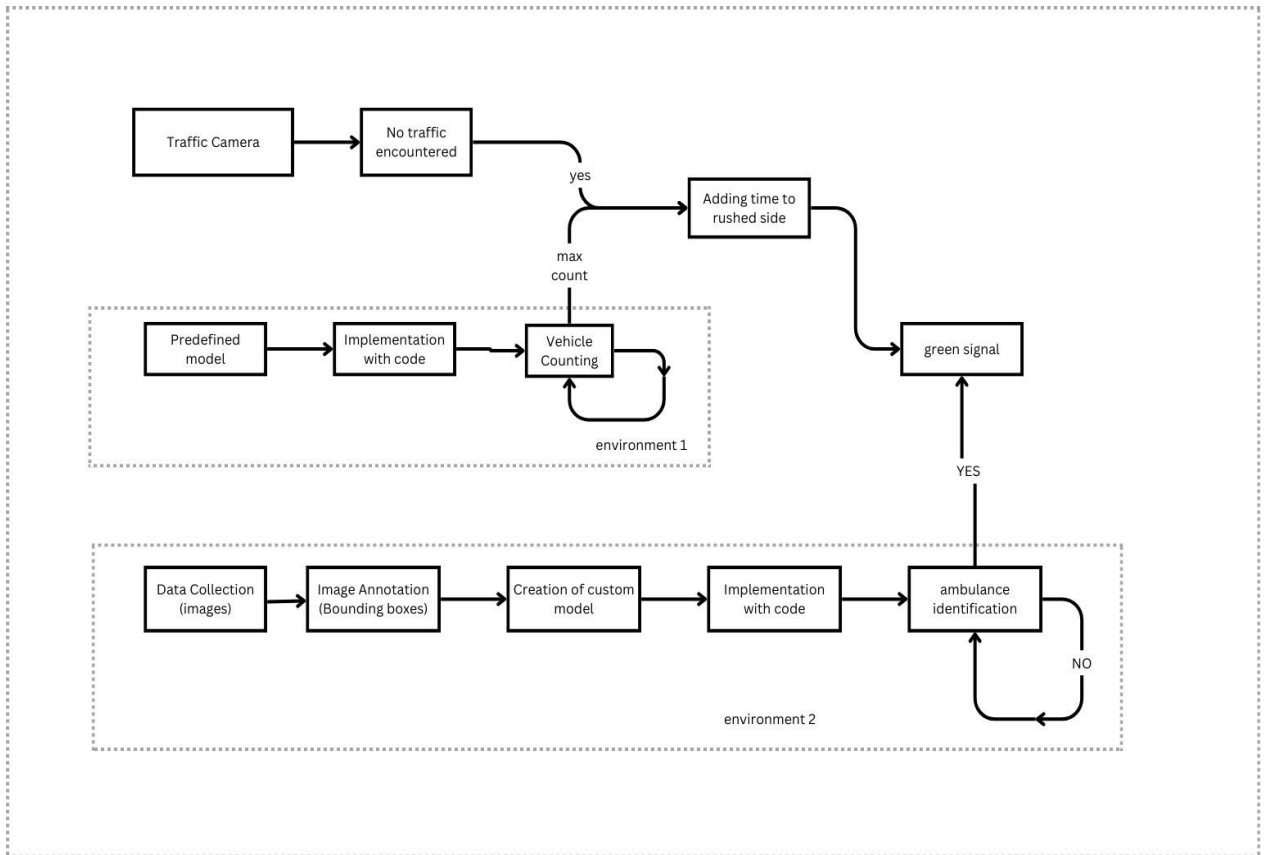 Traffic Camera
No traffic
encountered
yes
Adding time to
rushed side
max
count
Predefined
model
Implementation
with code
Vehicle
Counting
green signal
environment 1
YES
Data Collection
(images)
Image Annotation
(Bounding boxes)
Creation of custom
model
Implementation
with code
ambulance
identification
NO
environment 2